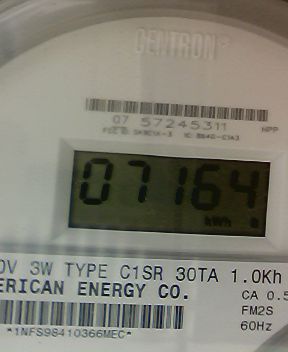 CENTRON®
07 57245311 HPP
07164
kWh
0V 3W TYPE C1SR 30TA 1.0Kh
ERICAN ENERGY CO. CA 0.5
FM2S
60Hz
*1NFS98410366MEC*